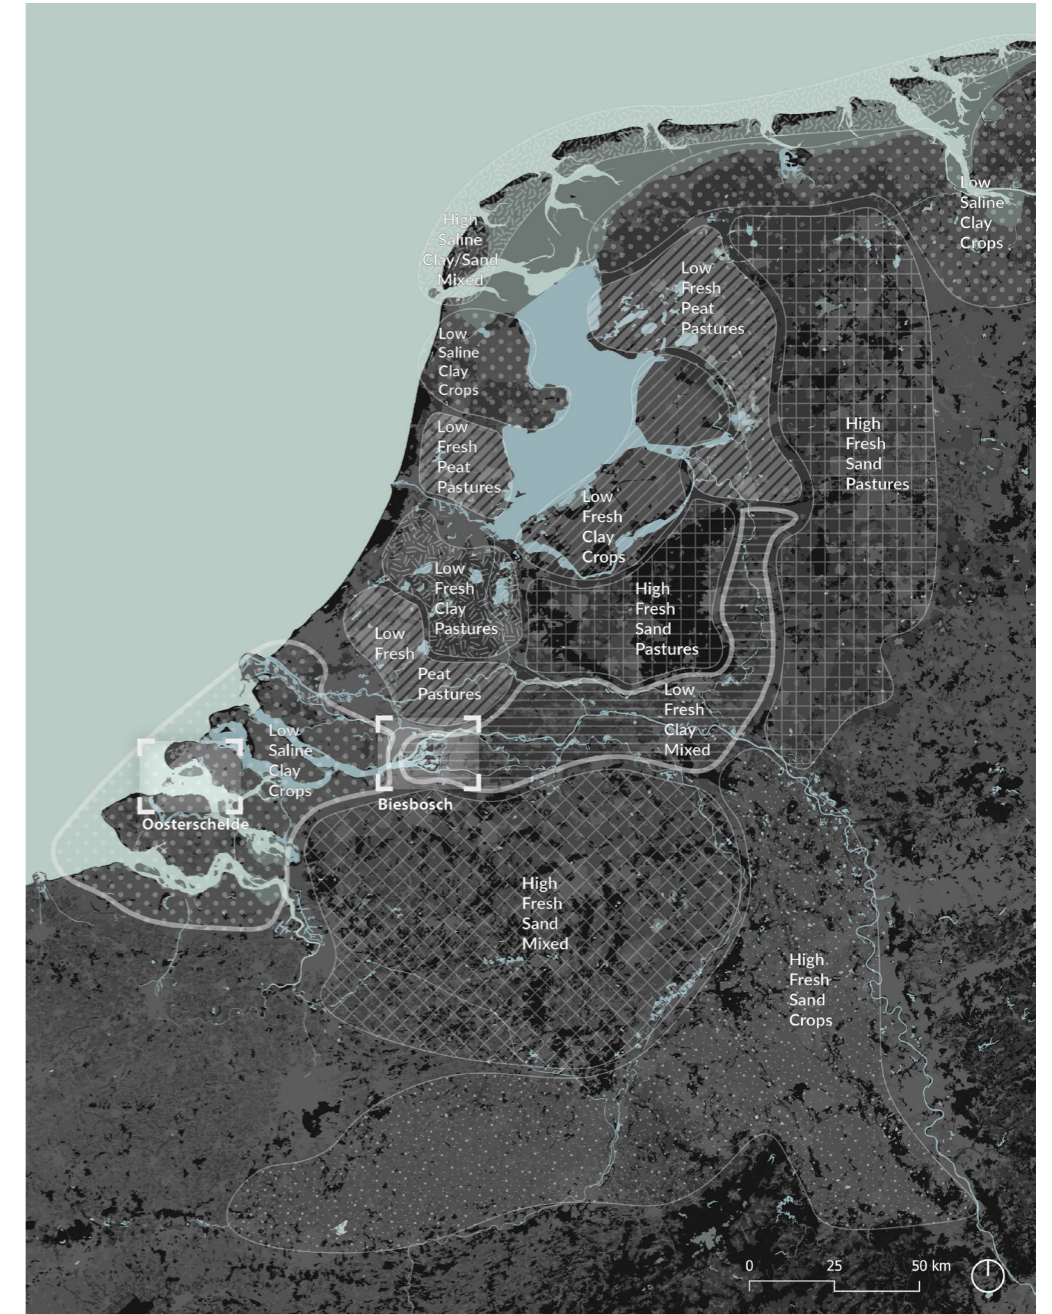 Low
Saline
Clay
Crops
High
Saline
Clay/Sand
Mixed
Low
Fresh
Peat
Pastures
Low
Saline
Clay
Crops
Low
Fresh
Peat
Pastures
High
Fresh
Sand
Pastures
Low
Fresh
Clay
Crops
Low
Fresh
Clay
Pastures
High
Fresh
Sand
Pastures
Low
Fresh
Peat
Pastures
Low
Fresh
Clay
Mixed
Low
Saline
Clay
Crops
Biesbosch
Oosterschelde
High
Fresh
Sand
Mixed
High
Fresh
Sand
Crops
0 25 50 km